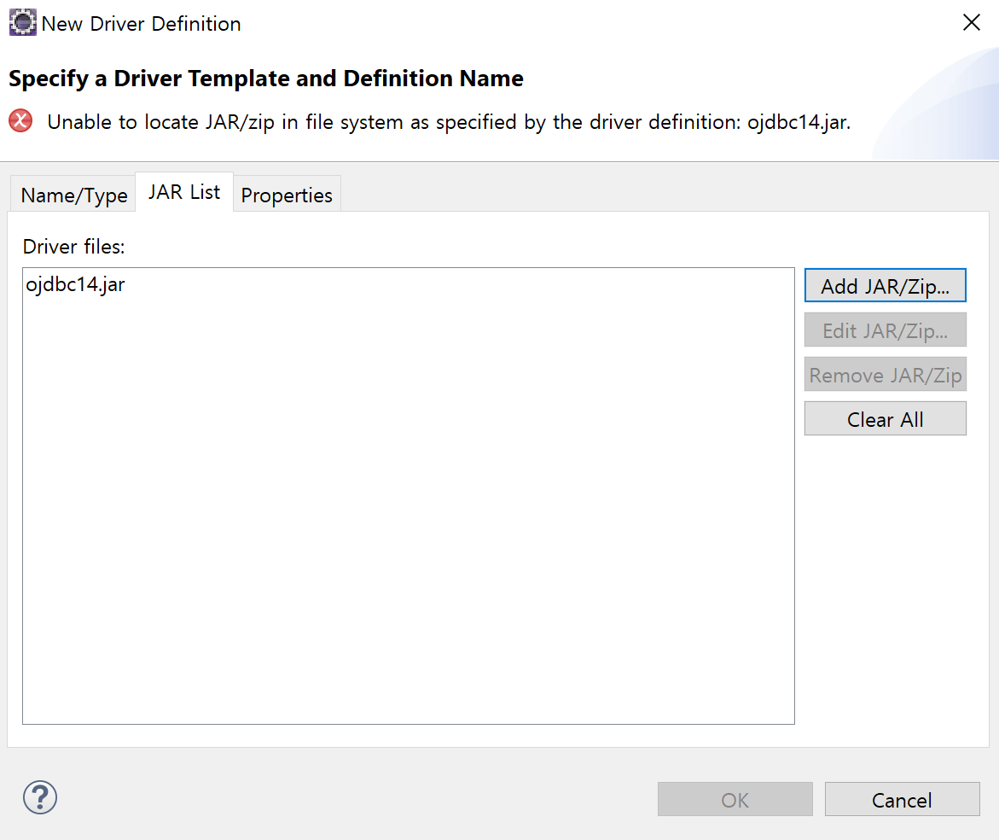 New Driver Definition
Specify a Driver Template and Definition Name
Unable to locate JAR/zip in file system as specified by the driver definition: ojdbc14.jar.
Name/Type
JAR List
Properties
Driver files:
ojdbc14.jar
Add JAR/Zip...
Edit JAR/Zip...
Remove JAR/Zip
Clear All
?
OK
Cancel